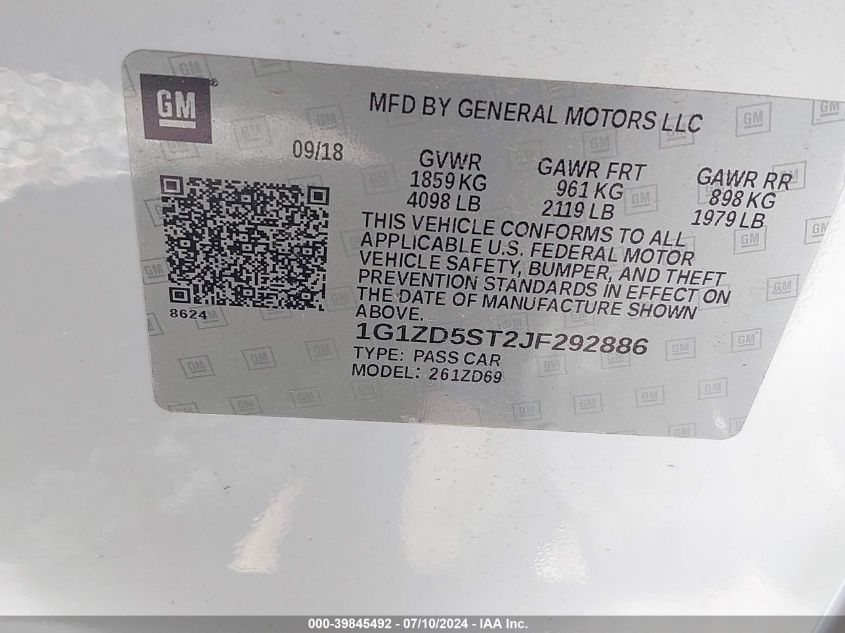 GM
MFD BY GENERAL MOTORS LLC
09/18
GVWR
1859 KG
4098 LB
GAWR FRT
961 KG
2119 LB
GAWR RR
898 KG
1979 LB
THIS VEHICLE CONFORMS TO ALL
APPLICABLE U.S. FEDERAL MOTOR
VEHICLE SAFETY, BUMPER, AND THEFT
PREVENTION STANDARDS IN EFFECT ON
THE DATE OF MANUFACTURE SHOWN
ABOVE.
8624
1G1ZD5ST2JF292886
TYPE: PASS CAR
MODEL: 261ZD69
000-39845492 - 07/10/2024 - IAA Inc.